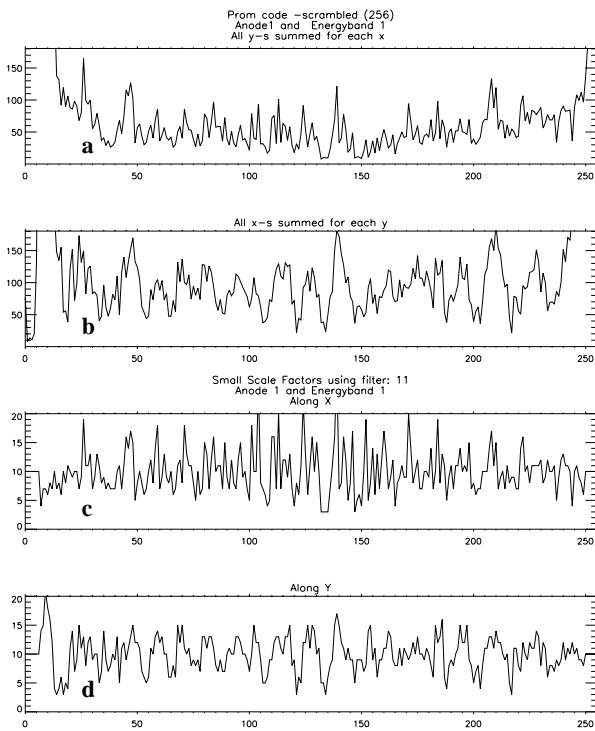 Prom code -scrambled (256)
Anode1 and Energyband 1
All y-s summed for each x
150
100
50
a
0 50 100 150 200 250
All x-s summed for each y
150
100
50
b
0 50 100 150 200 250
Small Scale Factors using filter: 11
Anode 1 and Energyband 1
Along X
20
15
10
5
0
c
0 50 100 150 200 250
Along Y
20
15
10
5
0
d
0 50 100 150 200 250